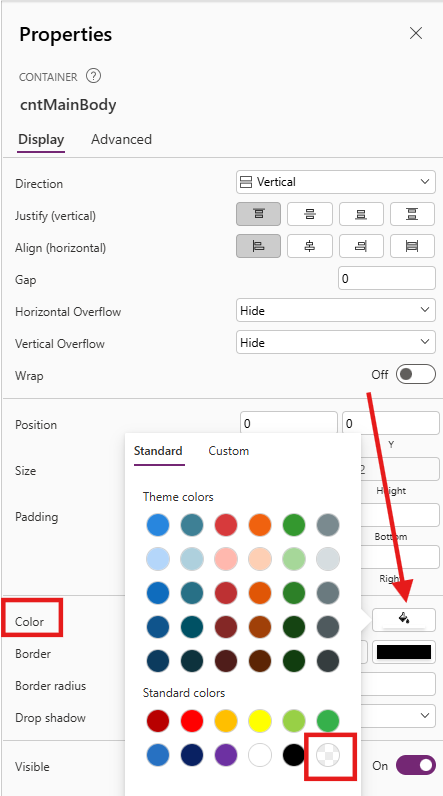 Properties
CONTAINER ?
cntMainBody
Display Advanced
Direction Vertical
Justify (vertical)
Align (horizontal)
Gap 0
Horizontal Overflow Hide
Vertical Overflow Hide
Wrap Off
Position 0 0
Y
Standard Custom
Size 2
Height
Theme colors
Padding
Bottom
Right
Color
Border
Border radius
Standard colors
Drop shadow
Visible On